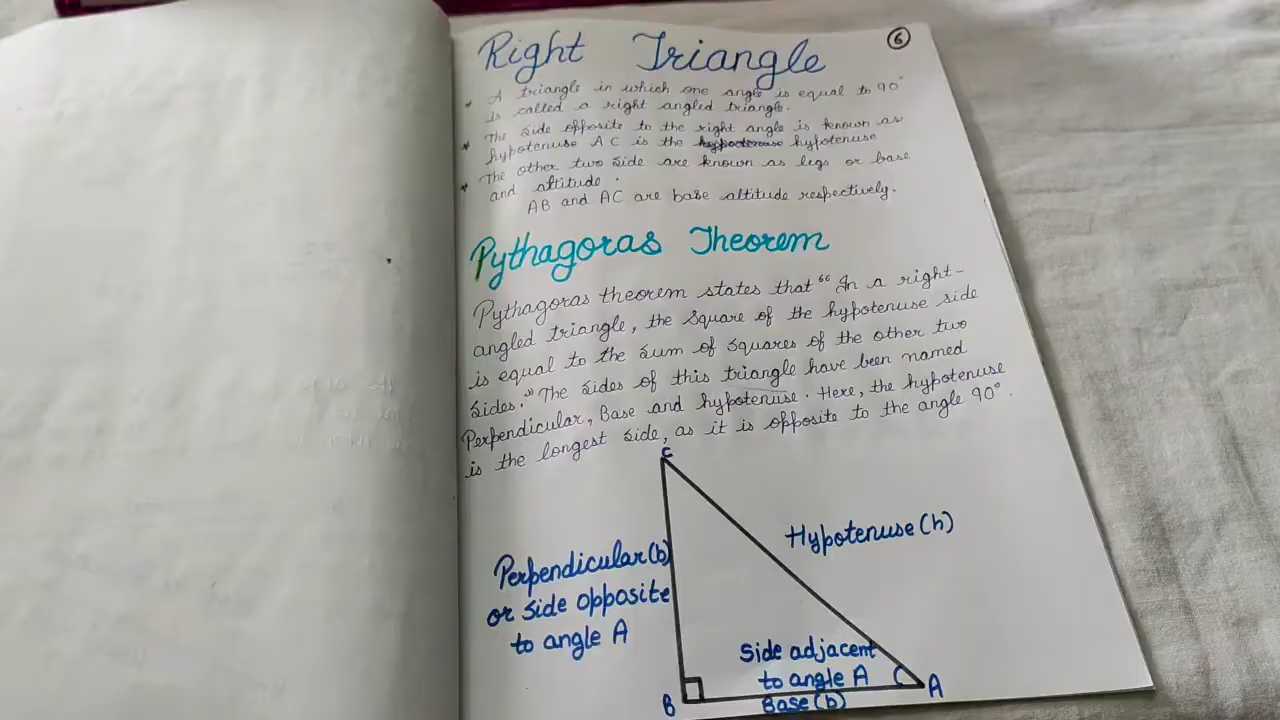 Right Triangle
6
* A triangle in which one angle is equal to 90°
is called a right angled triangle.
* The side opposite to the right angle is known as
hypotenuse AC is the hypotenuse
* The other two side are known as legs or base
and altitude.
AB and AC are base altitude respectively.
Pythagoras Theorem
Pythagoras theorem states that "In a right-
angled triangle, the square of the hypotenuse side
is equal to the sum of squares of the other two
sides." The sides of this triangle have been named
Perpendicular, Base and hypotenuse. Here, the hypotenuse
is the longest side, as it is opposite to the angle 90°.
C
Hypotenuse (h)
Perpendicular (b)
or side opposite
to angle A
Side adjacent
to angle A
A
B
Base (b)